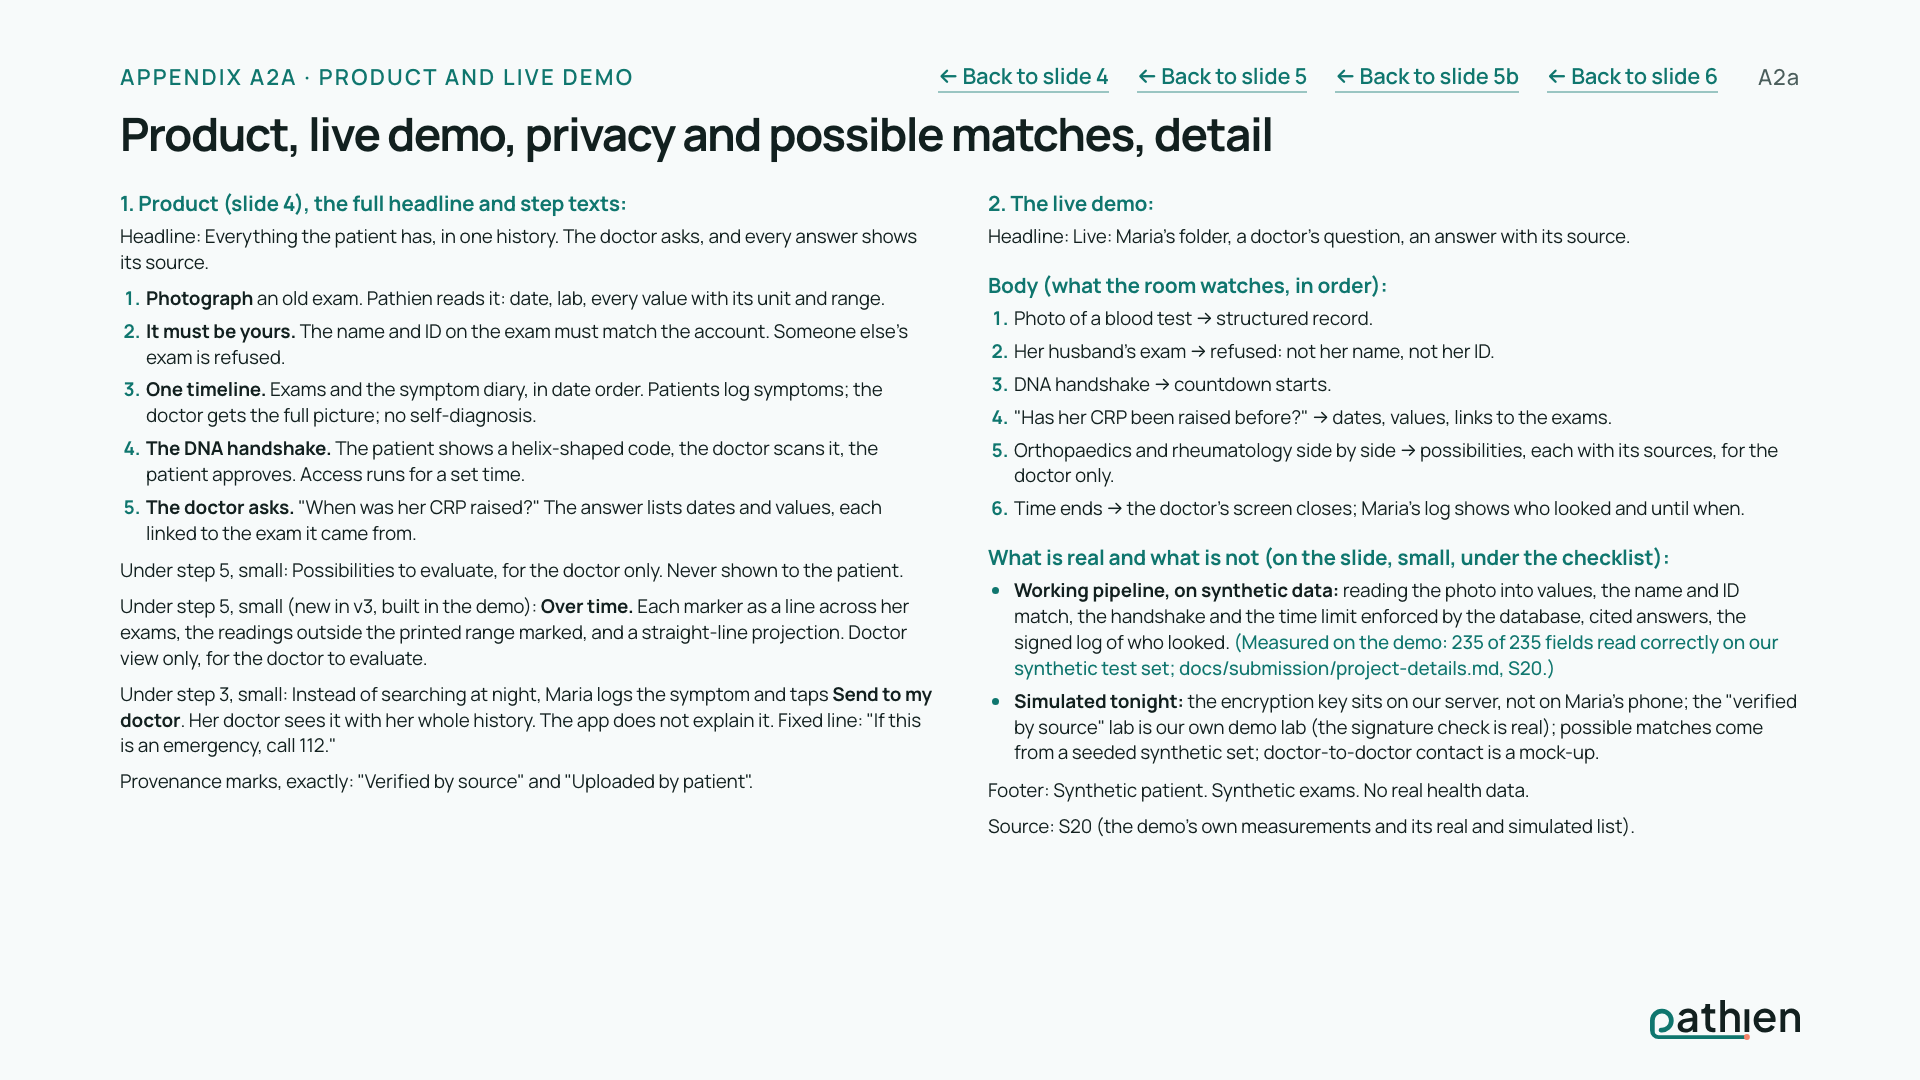 APPENDIX A2A · PRODUCT AND LIVE DEMO
← Back to slide 4
← Back to slide 5
← Back to slide 5b
← Back to slide 6
A2a
Product, live demo, privacy and possible matches, detail
1. Product (slide 4), the full headline and step texts:
Headline: Everything the patient has, in one history. The doctor asks, and every answer shows
its source.
1. Photograph an old exam. Pathien reads it: date, lab, every value with its unit and range.
2. It must be yours. The name and ID on the exam must match the account. Someone else's
exam is refused.
3. One timeline. Exams and the symptom diary, in date order. Patients log symptoms; the
doctor gets the full picture; no self-diagnosis.
4. The DNA handshake. The patient shows a helix-shaped code, the doctor scans it, the
patient approves. Access runs for a set time.
5. The doctor asks. "When was her CRP raised?" The answer lists dates and values, each
linked to the exam it came from.
Under step 5, small: Possibilities to evaluate, for the doctor only. Never shown to the patient.
Under step 5, small (new in v3, built in the demo): Over time. Each marker as a line across her
exams, the readings outside the printed range marked, and a straight-line projection. Doctor
view only, for the doctor to evaluate.
Under step 3, small: Instead of searching at night, Maria logs the symptom and taps Send to my
doctor. Her doctor sees it with her whole history. The app does not explain it. Fixed line: "If this
is an emergency, call 112."
Provenance marks, exactly: "Verified by source" and "Uploaded by patient".
2. The live demo:
Headline: Live: Maria's folder, a doctor's question, an answer with its source.
Body (what the room watches, in order):
1. Photo of a blood test → structured record.
2. Her husband's exam → refused: not her name, not her ID.
3. DNA handshake → countdown starts.
4. "Has her CRP been raised before?" → dates, values, links to the exams.
5. Orthopaedics and rheumatology side by side → possibilities, each with its sources, for the
doctor only.
6. Time ends → the doctor's screen closes; Maria's log shows who looked and until when.
What is real and what is not (on the slide, small, under the checklist):
• Working pipeline, on synthetic data: reading the photo into values, the name and ID
match, the handshake and the time limit enforced by the database, cited answers, the
signed log of who looked. (Measured on the demo: 235 of 235 fields read correctly on our
synthetic test set; docs/submission/project-details.md, S20.)
• Simulated tonight: the encryption key sits on our server, not on Maria's phone; the "verified
by source" lab is our own demo lab (the signature check is real); possible matches come
from a seeded synthetic set; doctor-to-doctor contact is a mock-up.
Footer: Synthetic patient. Synthetic exams. No real health data.
Source: S20 (the demo's own measurements and its real and simulated list).
pathien